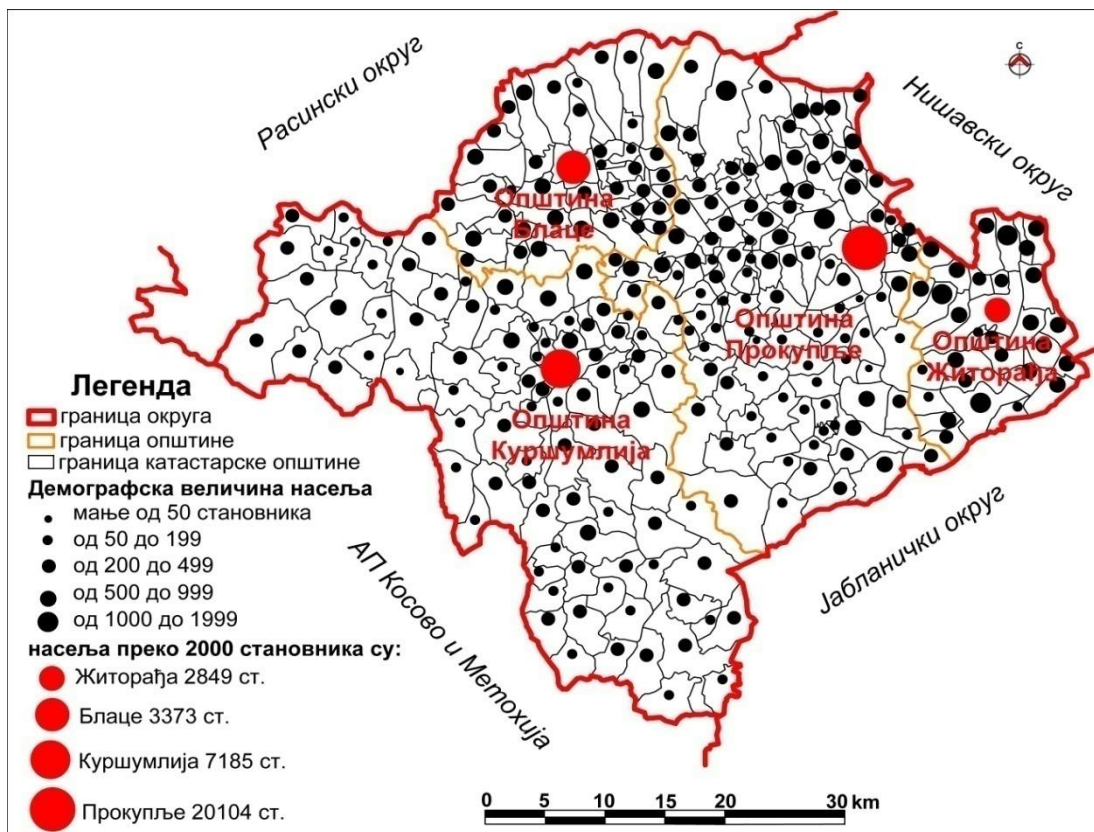 Расински округ
с
Нишавски округ
Општина
Блаце
Општина
Прокупље
Општина
Житорађа
Општина
Куршумлија
АП Косово и Метохија
Јабланички округ
Легенда
граница округа
граница општине
граница катастарске општине
Демографска величина насеља
мање од 50 становника
од 50 до 199
од 200 до 499
од 500 до 999
од 1000 до 1999
насеља преко 2000 становника су:
Житорађа 2849 ст.
Блаце 3373 ст.
Куршумлија 7185 ст.
Прокупље 20104 ст.
0 5 10 15 20 30 km